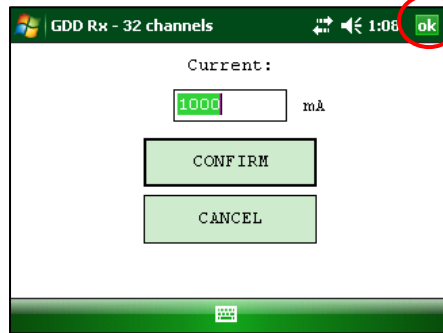 GDD Rx - 32 channels 1:08 ok
Current:
1000 mA
CONFIRM
CANCEL